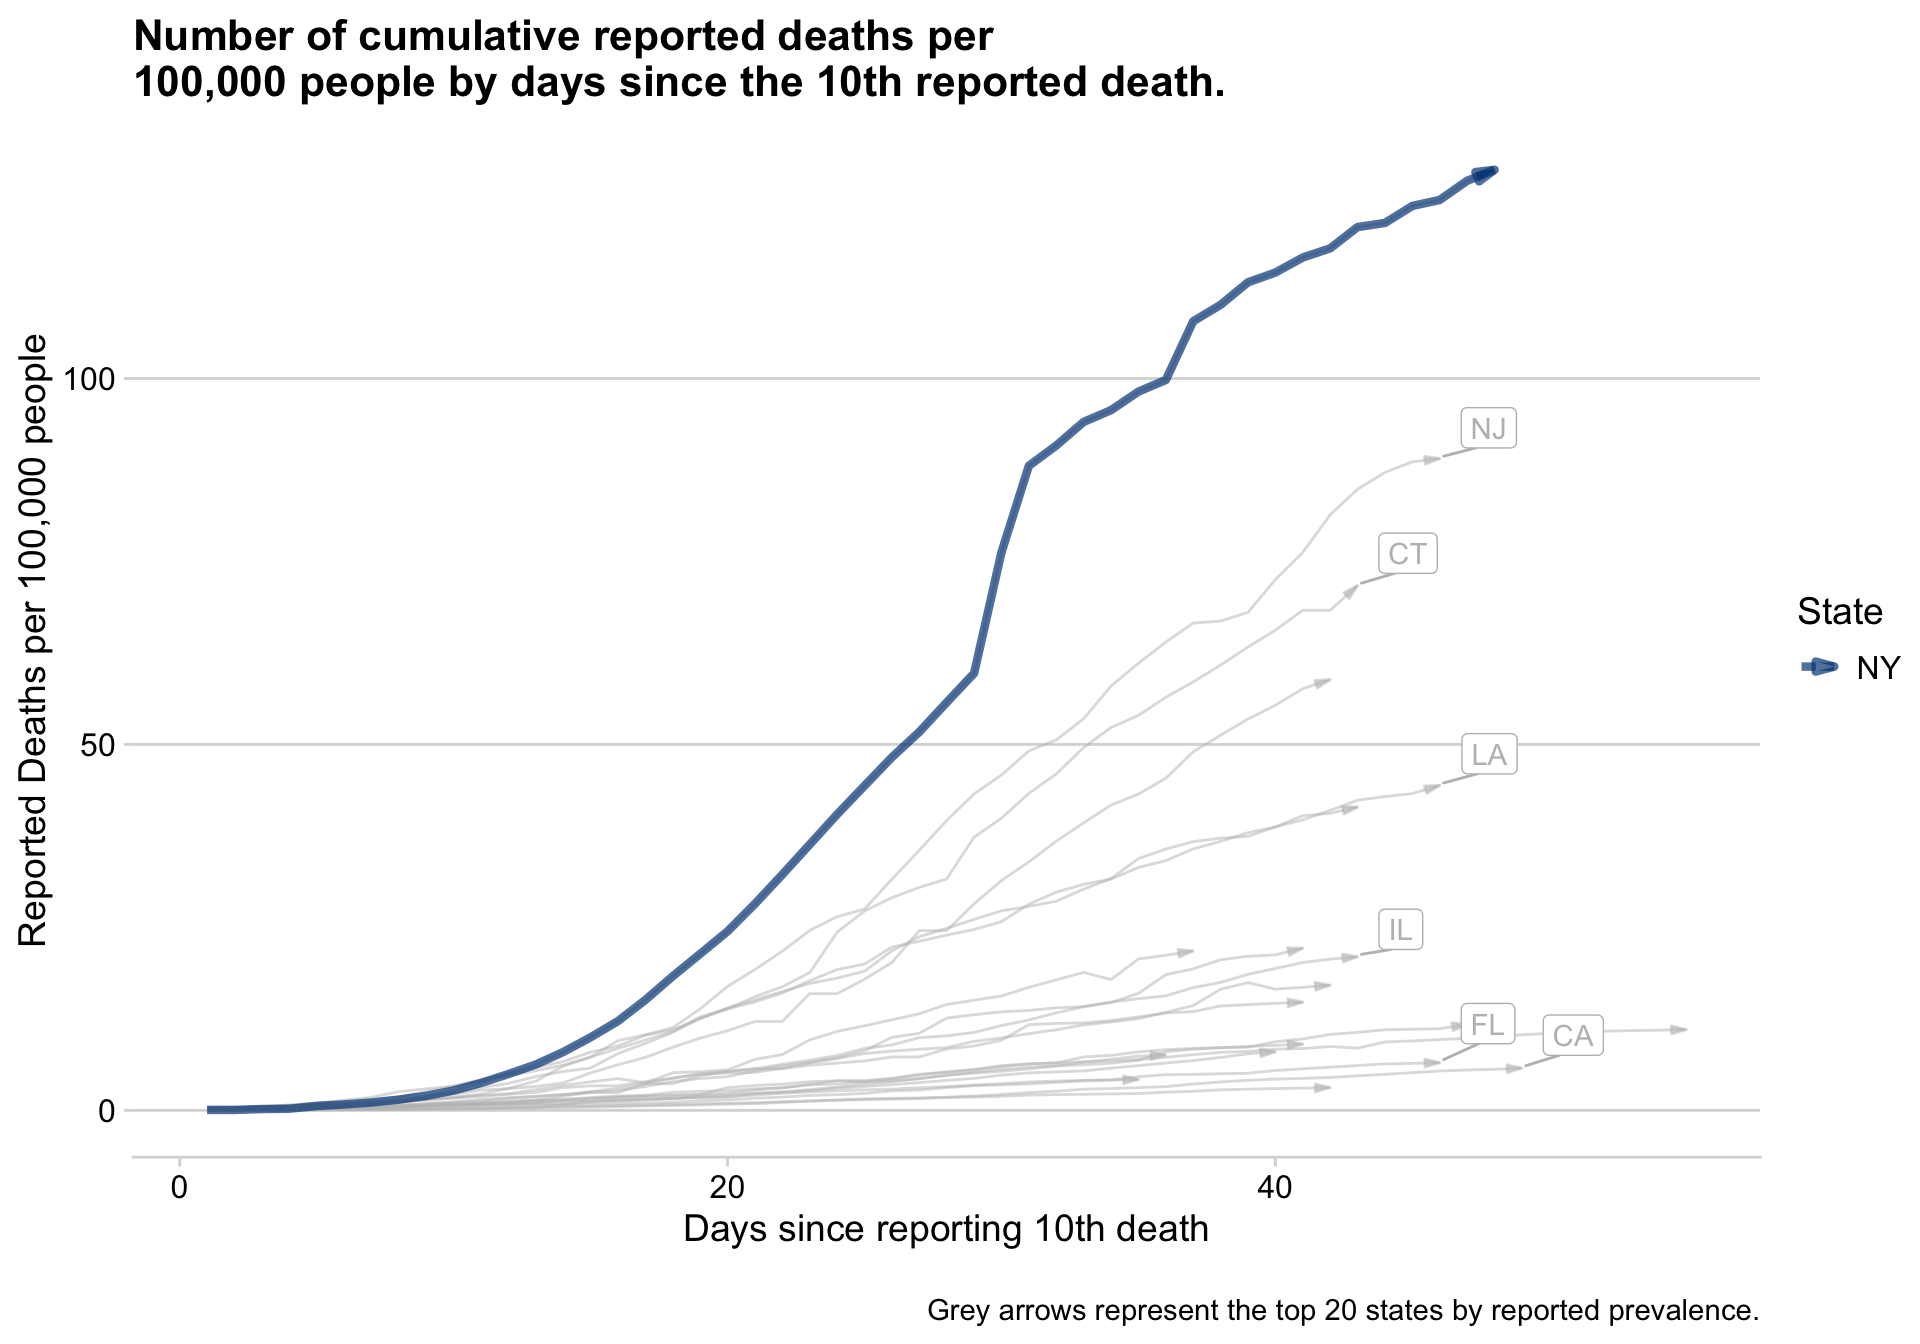 Number of cumulative reported deaths per
100,000 people by days since the 10th reported death.
Reported Deaths per 100,000 people
100
50
0
NJ
CT
LA
IL
FL
CA
State
NY
0
20
40
Days since reporting 10th death
Grey arrows represent the top 20 states by reported prevalence.